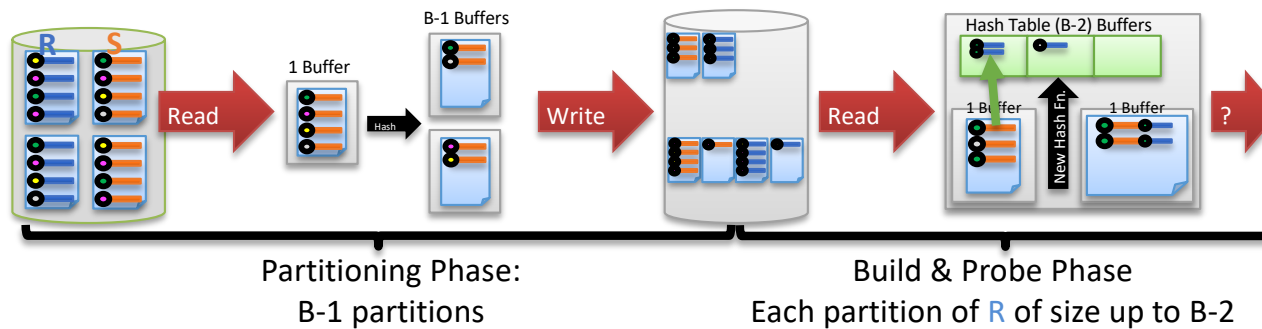 R S
Read
1 Buffer
Hash
B-1 Buffers
Write
Read
Hash Table (B-2) Buffers
1 Buffer
New Hash Fn.
1 Buffer
?
Partitioning Phase:
B-1 partitions
Build & Probe Phase
Each partition of R of size up to B-2